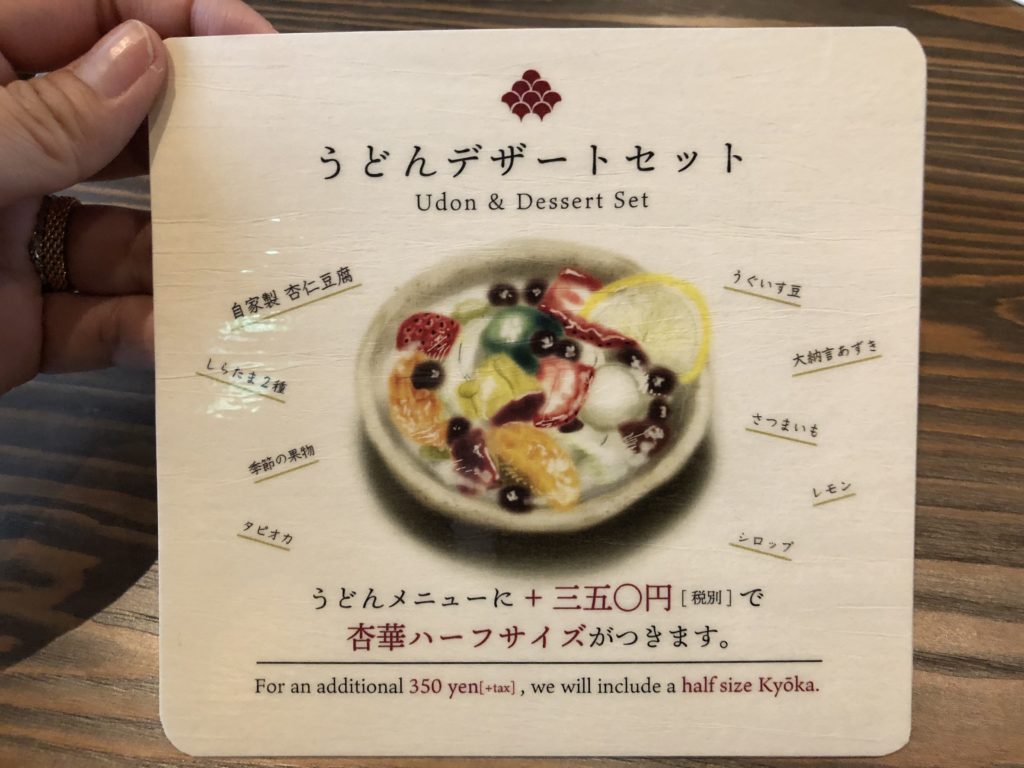 うどんデザートセット
Udon & Dessert Set
自家製 杏仁豆腐
しらたま2種
季節の果物
タピオカ
うぐいす豆
大納言あずき
さつまいも
レモン
シロップ
うどんメニューに + 三五〇円 [税別] で
杏華ハーフサイズがつきます。
For an additional 350 yen[+tax] , we will include a half size Kyōka.